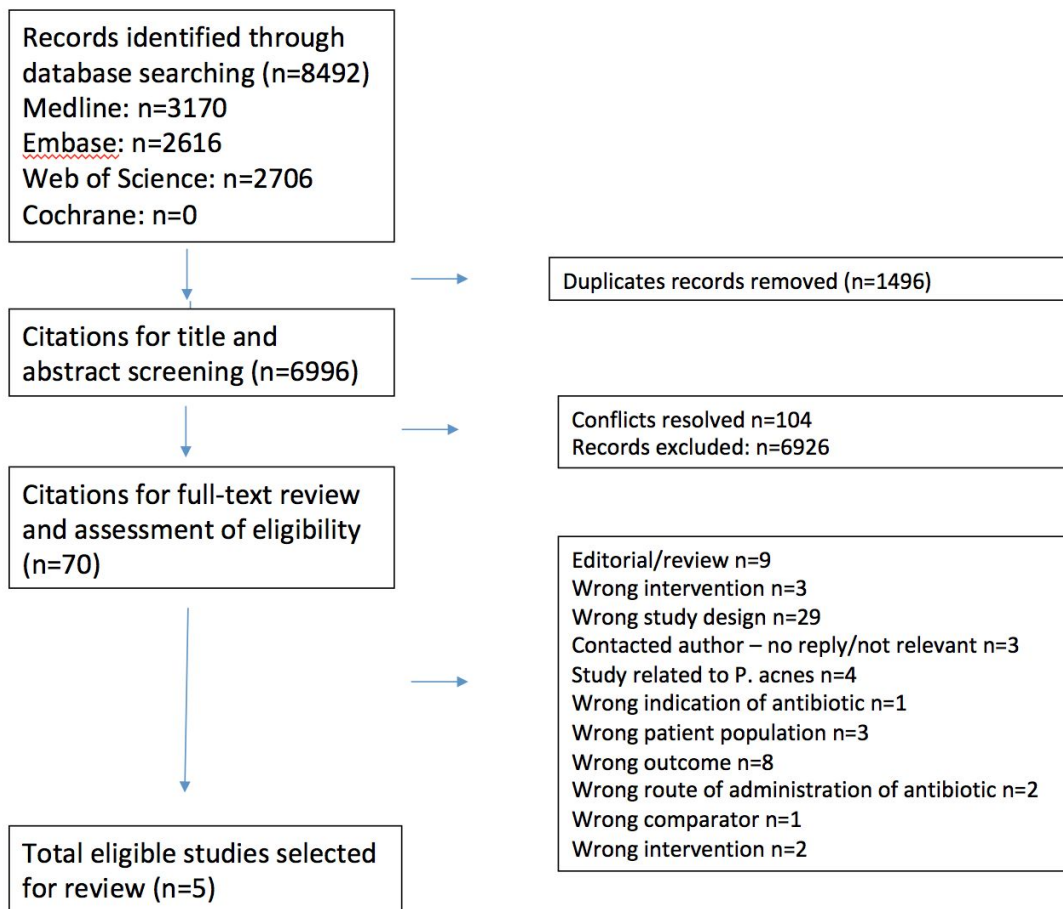 Records identified through
database searching (n=8492)
Medline: n=3170
Embase: n=2616
Web of Science: n=2706
Cochrane: n=0
Duplicates records removed (n=1496)
Citations for title and
abstract screening (n=6996)
Conflicts resolved n=104
Records excluded: n=6926
Citations for full-text review
and assessment of eligibility
(n=70)
Editorial/review n=9
Wrong intervention n=3
Wrong study design n=29
Contacted author – no reply/not relevant n=3
Study related to P. acnes n=4
Wrong indication of antibiotic n=1
Wrong patient population n=3
Wrong outcome n=8
Wrong route of administration of antibiotic n=2
Wrong comparator n=1
Wrong intervention n=2
Total eligible studies selected
for review (n=5)